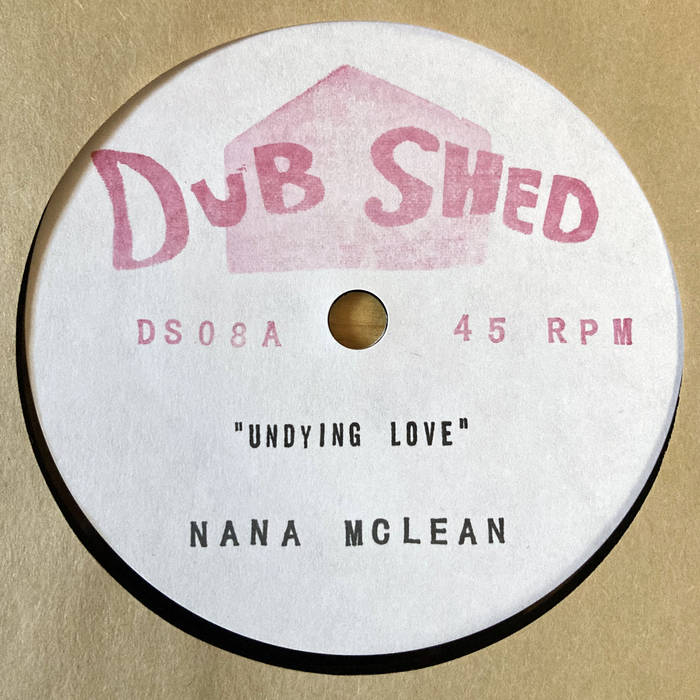 DUB SHED
DS08A 45 RPM
"UNDYING LOVE"
NANA MCLEAN